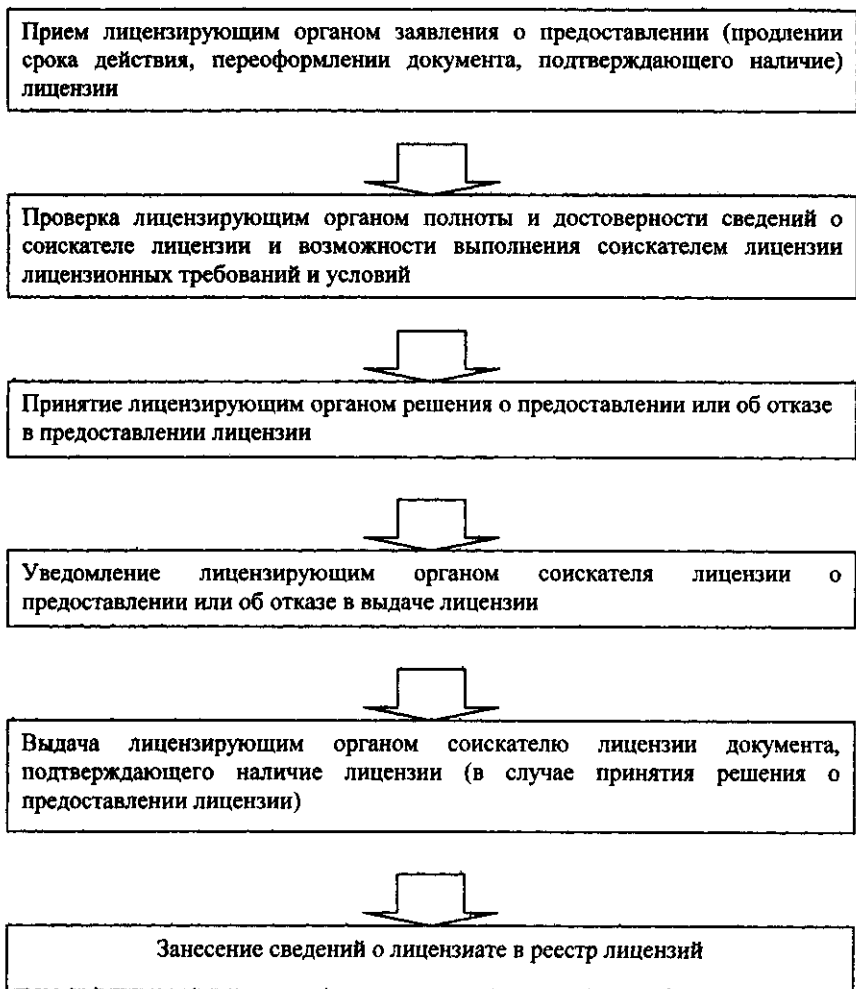 Прием лицензирующим органом заявления о предоставлении (продлении
срока действия, переоформлении документа, подтверждающего наличие)
лицензии
Проверка лицензирующим органом полноты и достоверности сведений о
соискателе лицензии и возможности выполнения соискателем лицензии
лицензионных требований и условий
Принятие лицензирующим органом решения о предоставлении или об отказе
в предоставлении лицензии
Уведомление лицензирующим органом соискателя лицензии о
предоставлении или об отказе в выдаче лицензии
Выдача лицензирующим органом соискателю лицензии документа,
подтверждающего наличие лицензии (в случае принятия решения о
предоставлении лицензии)
Занесение сведений о лицензиате в реестр лицензий